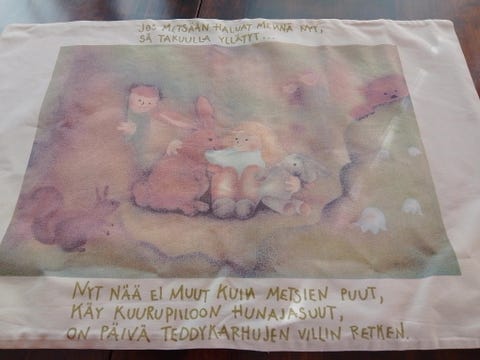 JOS METSÄÄN HALUAT MENNÄ NYT,
SÄ TAKUULLA YLLÄTYT...
NYT NÄÄ EI MUUT KUIN METSIEN PUUT,
KÄY KUURUPIILOON HUNAJASUUT,
ON PÄIVÄ TEDDYKARHUJEN VILLIN RETKEN.